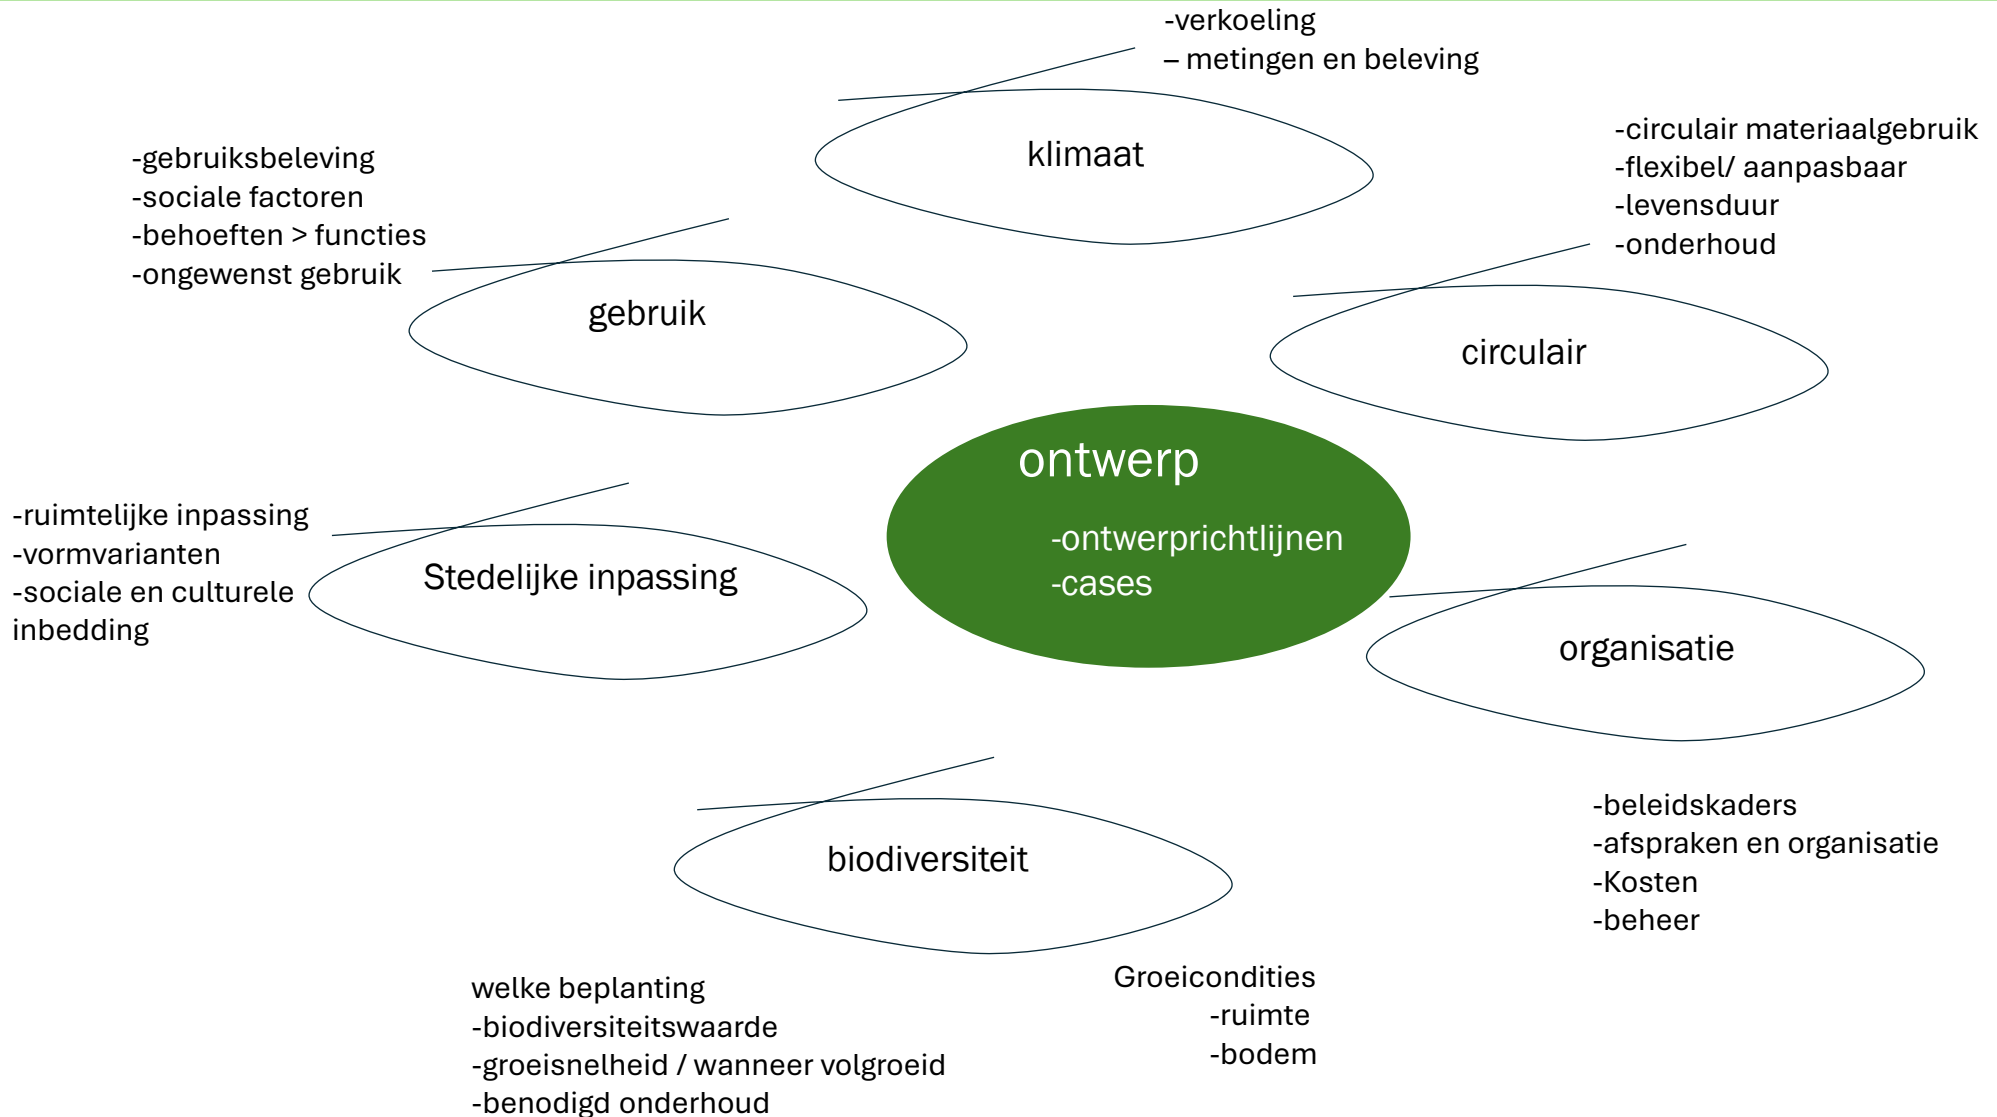 -verkoeling
– metingen en beleving
klimaat
-gebruiksbeleving
-sociale factoren
-behoeften > functies
-ongewenst gebruik
gebruik
-circulair materiaalgebruik
-flexibel/ aanpasbaar
-levensduur
-onderhoud
circulair
ontwerp
-ontwerprichtlijnen
-cases
-ruimtelijke inpassing
-vormvarianten
-sociale en culturele
inbedding
Stedelijke inpassing
organisatie
-beleidskaders
-afspraken en organisatie
-Kosten
-beheer
biodiversiteit
welke beplanting
-biodiversiteitswaarde
-groeisnelheid / wanneer volgroeid
-benodigd onderhoud
Groeicondities
-ruimte
-bodem